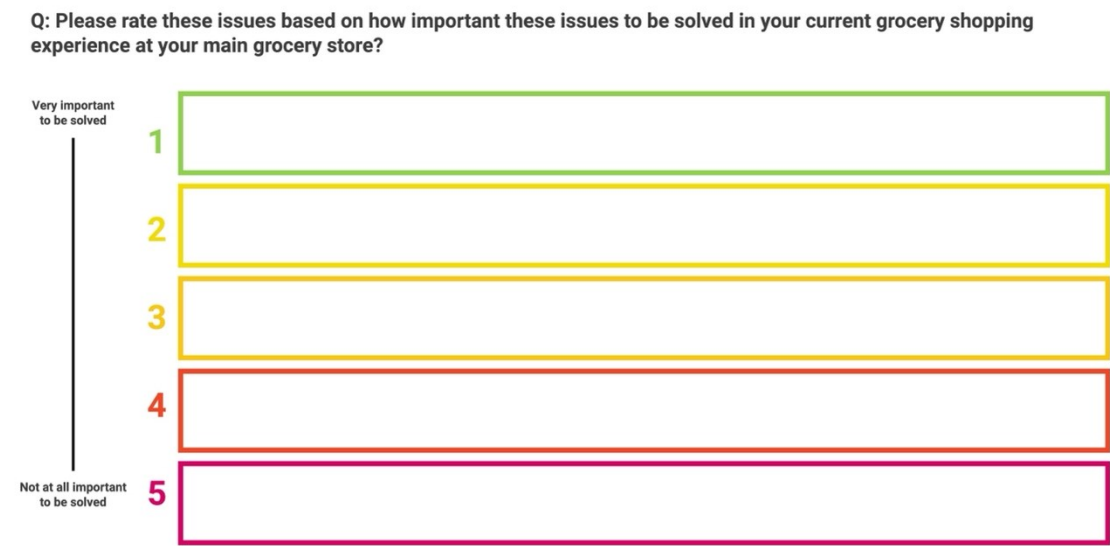 Q: Please rate these issues based on how important these issues to be solved in your current grocery shopping
experience at your main grocery store?
Very important
to be solved
1
2
3
4
Not at all important
to be solved
5